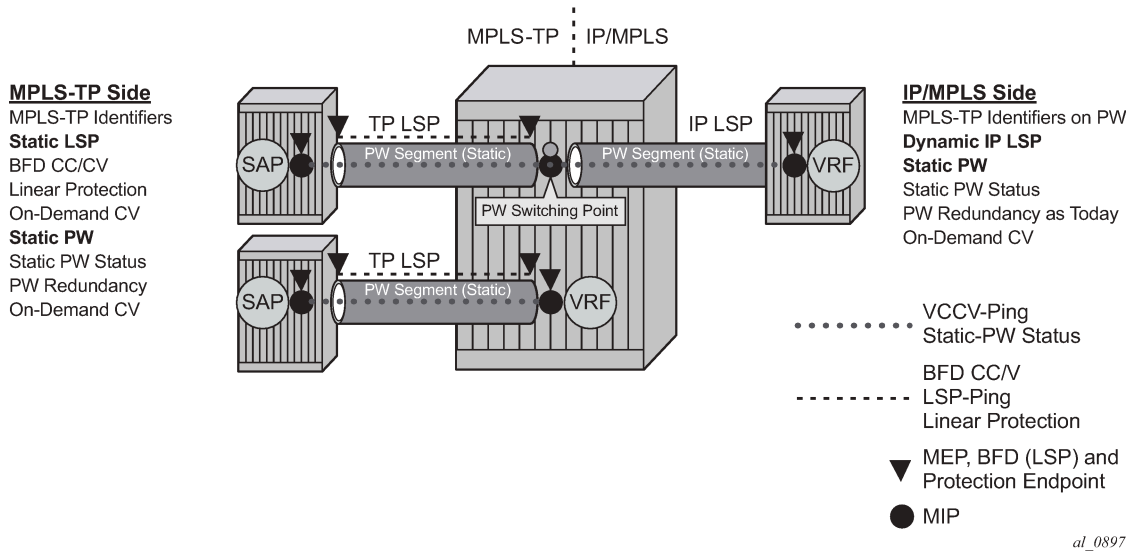 MPLS-TP IP/MPLS
MPLS-TP Side
MPLS-TP Identifiers
Static LSP
BFD CC/CV
Linear Protection
On-Demand CV
Static PW
Static PW Status
PW Redundancy
On-Demand CV
TP LSP
IP LSP
SAP
PW Segment (Static)
PW Segment (Static)
VRF
PW Switching Point
TP LSP
SAP
PW Segment (Static)
VRF
IP/MPLS Side
MPLS-TP Identifiers on PW
Dynamic IP LSP
Static PW
Static PW Status
PW Redundancy as Today
On-Demand CV
VCCV-Ping
Static-PW Status
BFD CC/V
LSP-Ping
Linear Protection
MEP, BFD (LSP) and
Protection Endpoint
MIP
al_0897